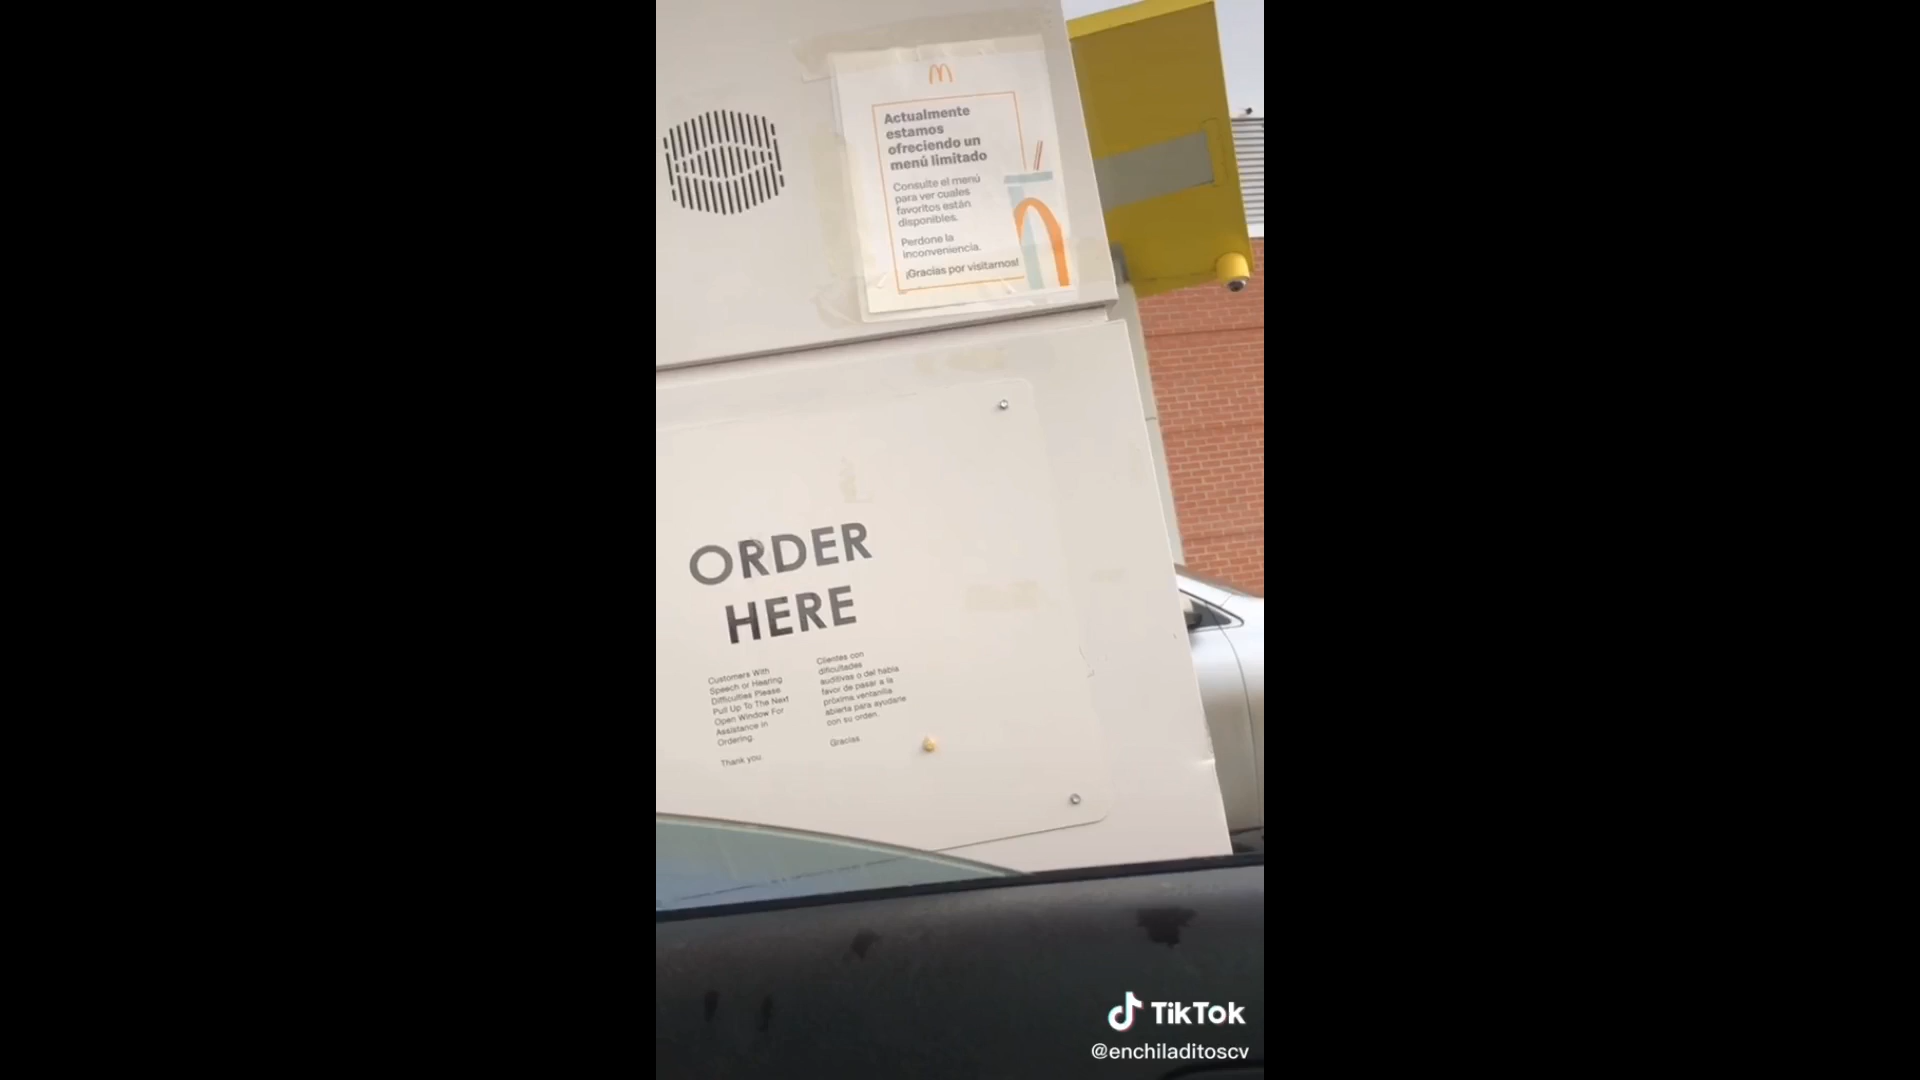 Actualmente
estamos
ofreciendo un
menú limitado
Consulte el menú
para ver cuales
favoritos están
disponibles.
Perdone la
inconveniencia.
¡Gracias por visitarnos!
ORDER
HERE
Customers With
Speech or Hearing
Difficulties Please
Pull Up To The Next
Open Window For
Assistance in
Ordering.
Thank you.
Clientes con
dificultades
auditivas o del habla
favor de pasar a la
próxima ventanilla
abierta para ayudarle
con su orden.
Gracias.
TikTok
@enchiladitoscv